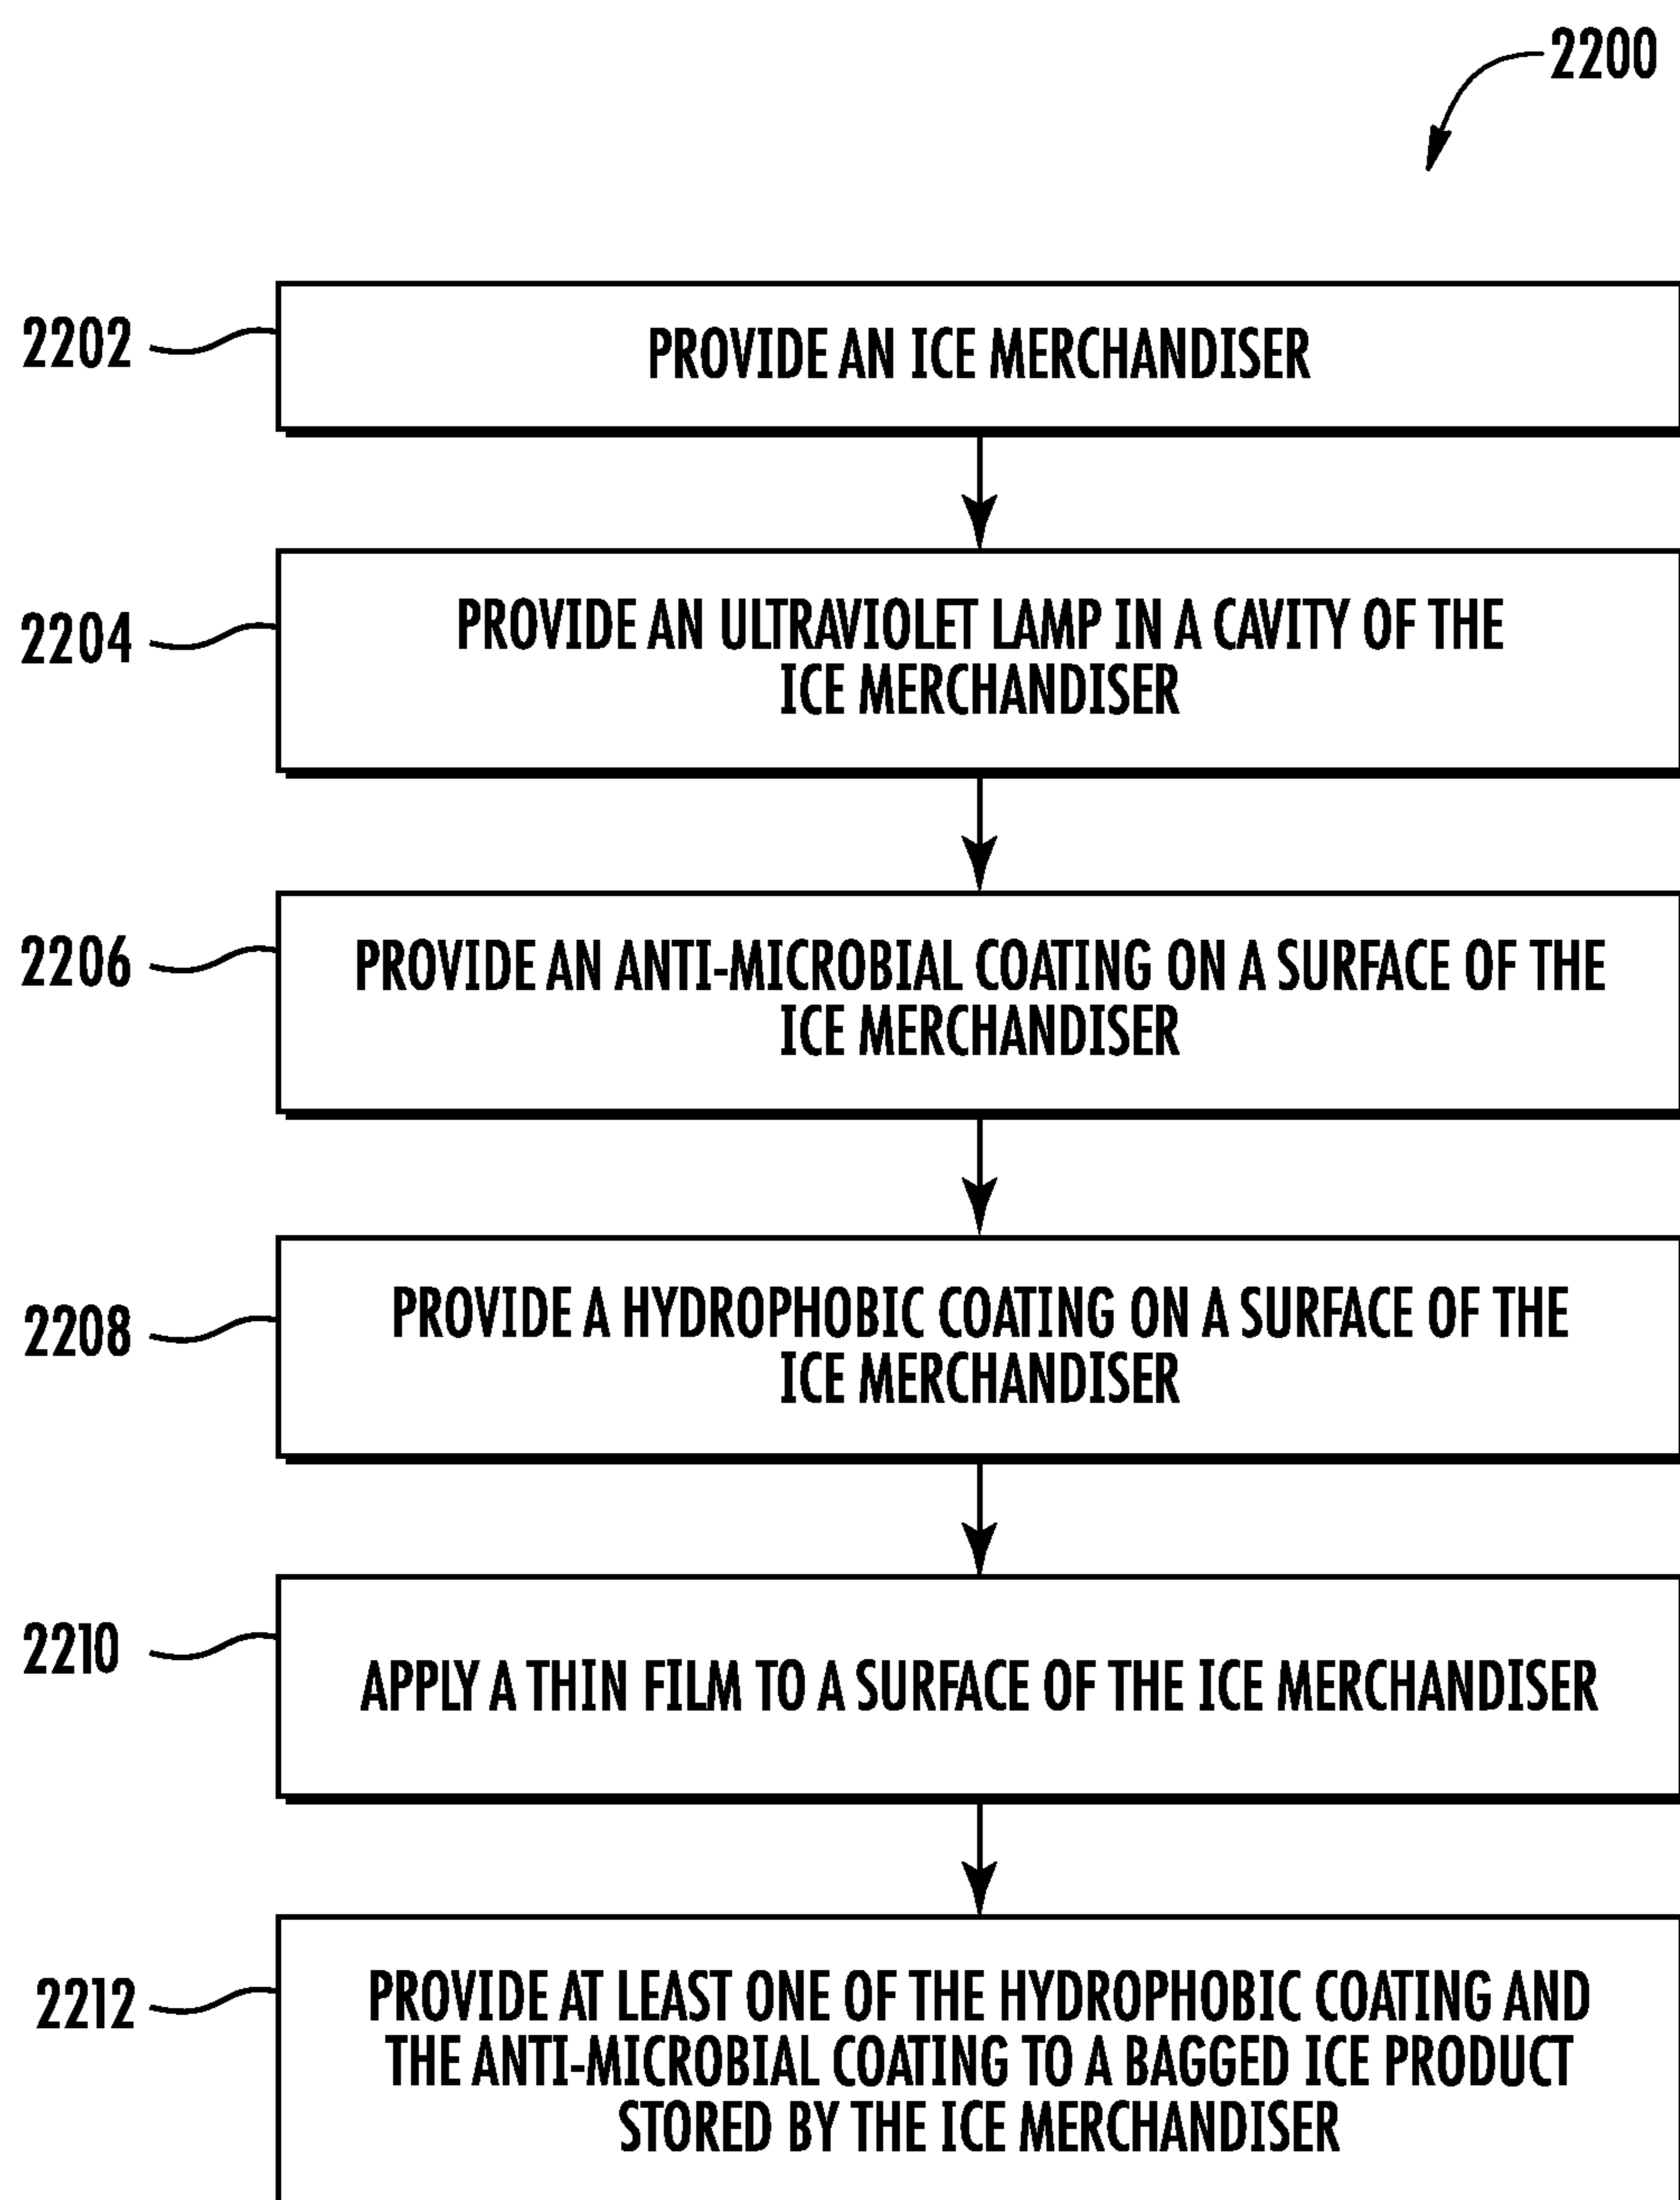 2200
2202
PROVIDE AN ICE MERCHANDISER
2204
PROVIDE AN ULTRAVIOLET LAMP IN A CAVITY OF THE
ICE MERCHANDISER
2206
PROVIDE AN ANTI-MICROBIAL COATING ON A SURFACE OF THE
ICE MERCHANDISER
2208
PROVIDE A HYDROPHOBIC COATING ON A SURFACE OF THE
ICE MERCHANDISER
2210
APPLY A THIN FILM TO A SURFACE OF THE ICE MERCHANDISER
2212
PROVIDE AT LEAST ONE OF THE HYDROPHOBIC COATING AND
THE ANTI-MICROBIAL COATING TO A BAGGED ICE PRODUCT
STORED BY THE ICE MERCHANDISER